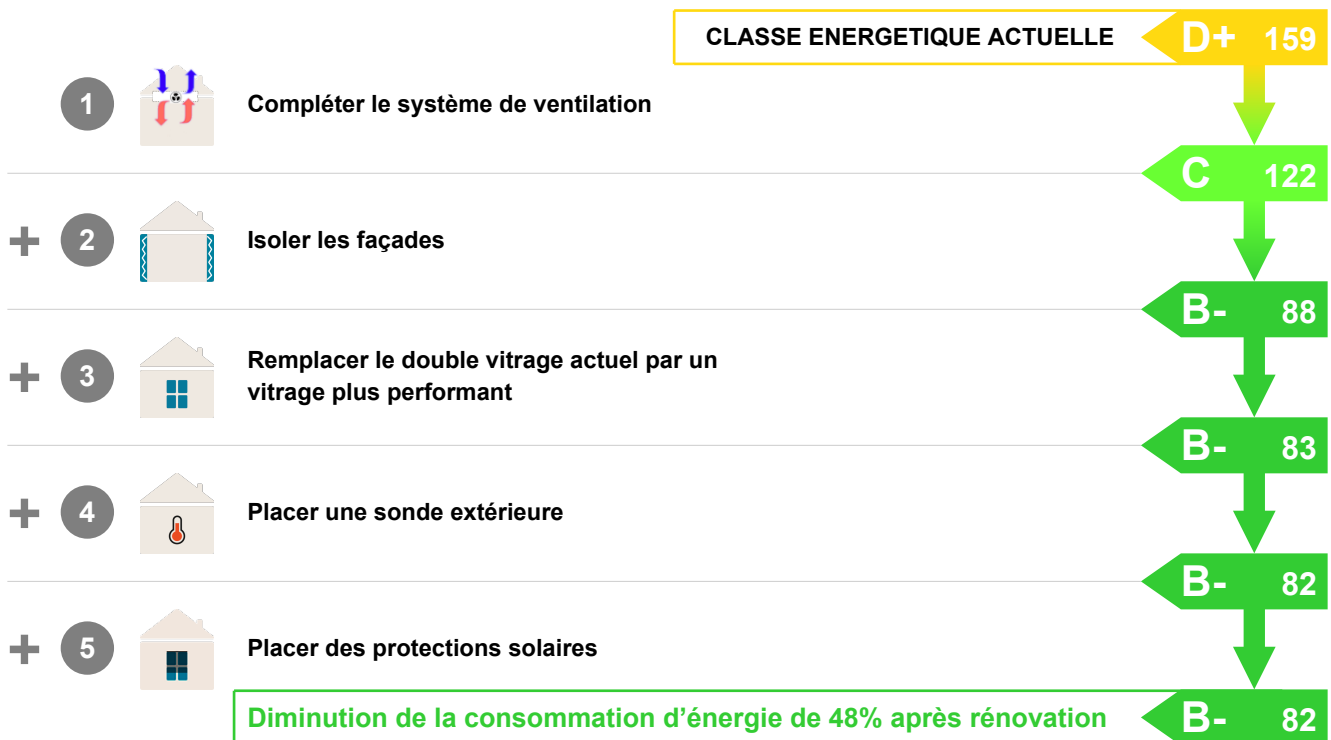 CLASSE ENERGETIQUE ACTUELLE D+ 159
1 Compléter le système de ventilation
C 122
+ 2 Isoler les façades
B- 88
+ 3 Remplacer le double vitrage actuel par un
vitrage plus performant
B- 83
+ 4 Placer une sonde extérieure
B- 82
+ 5 Placer des protections solaires
Diminution de la consommation d’énergie de 48% après rénovation B- 82